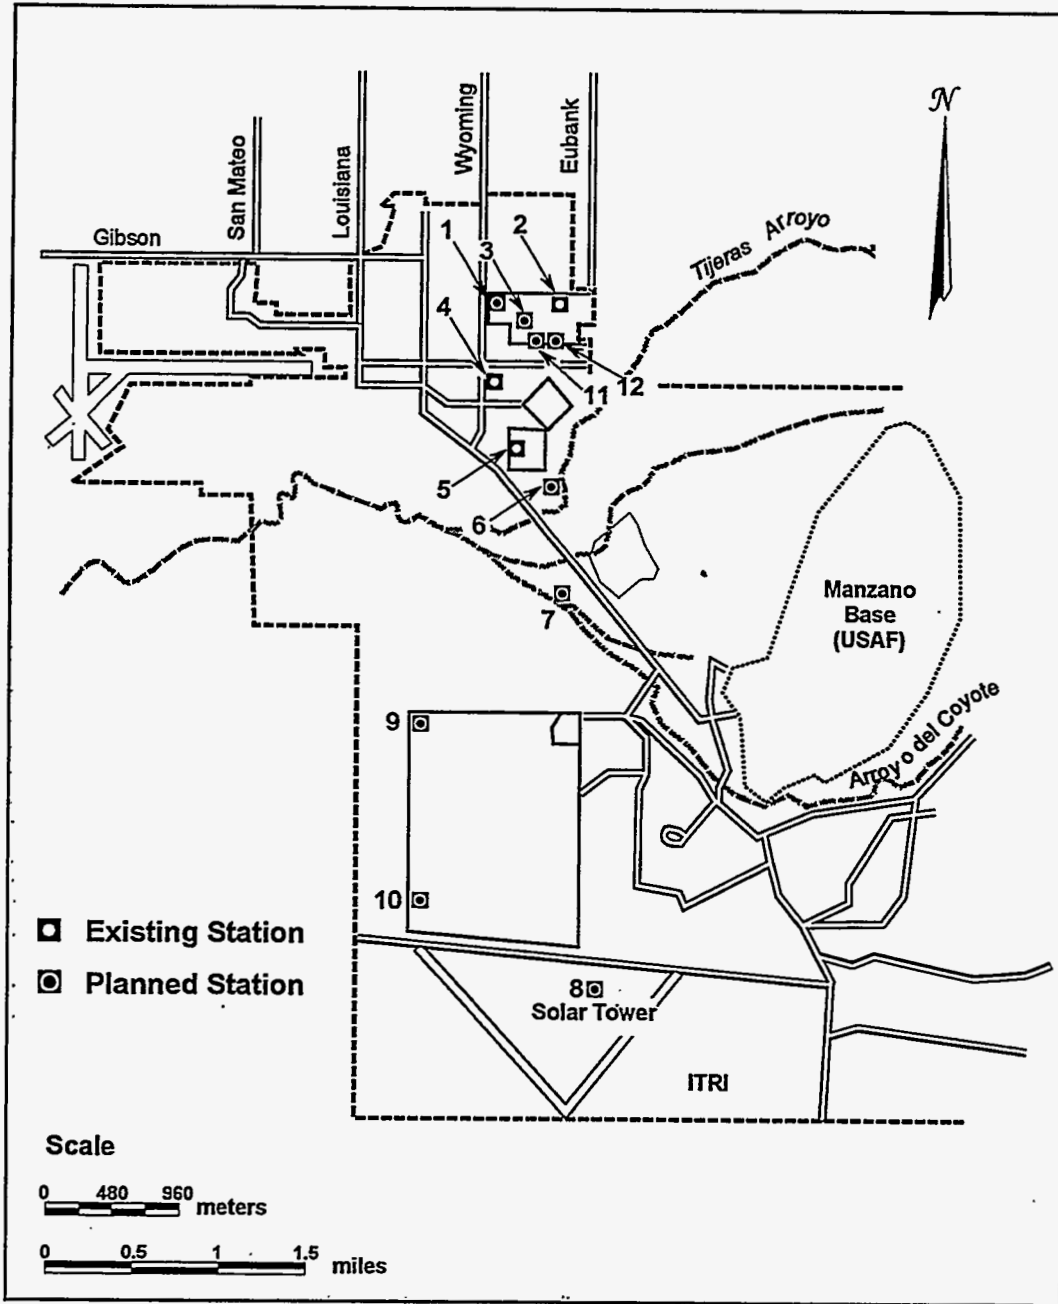 N
San Mateo
Louisiana
Wyoming
Eubank
Gibson
Tijeras Arroyo
1
2
3
4
11
12
5
6
7
Manzano
Base
(USAF)
Arroyo del Coyote
9
10
Existing Station
Planned Station
8
Solar Tower
ITRI
Scale
0 480 960
meters
0 0.5 1 1.5
miles